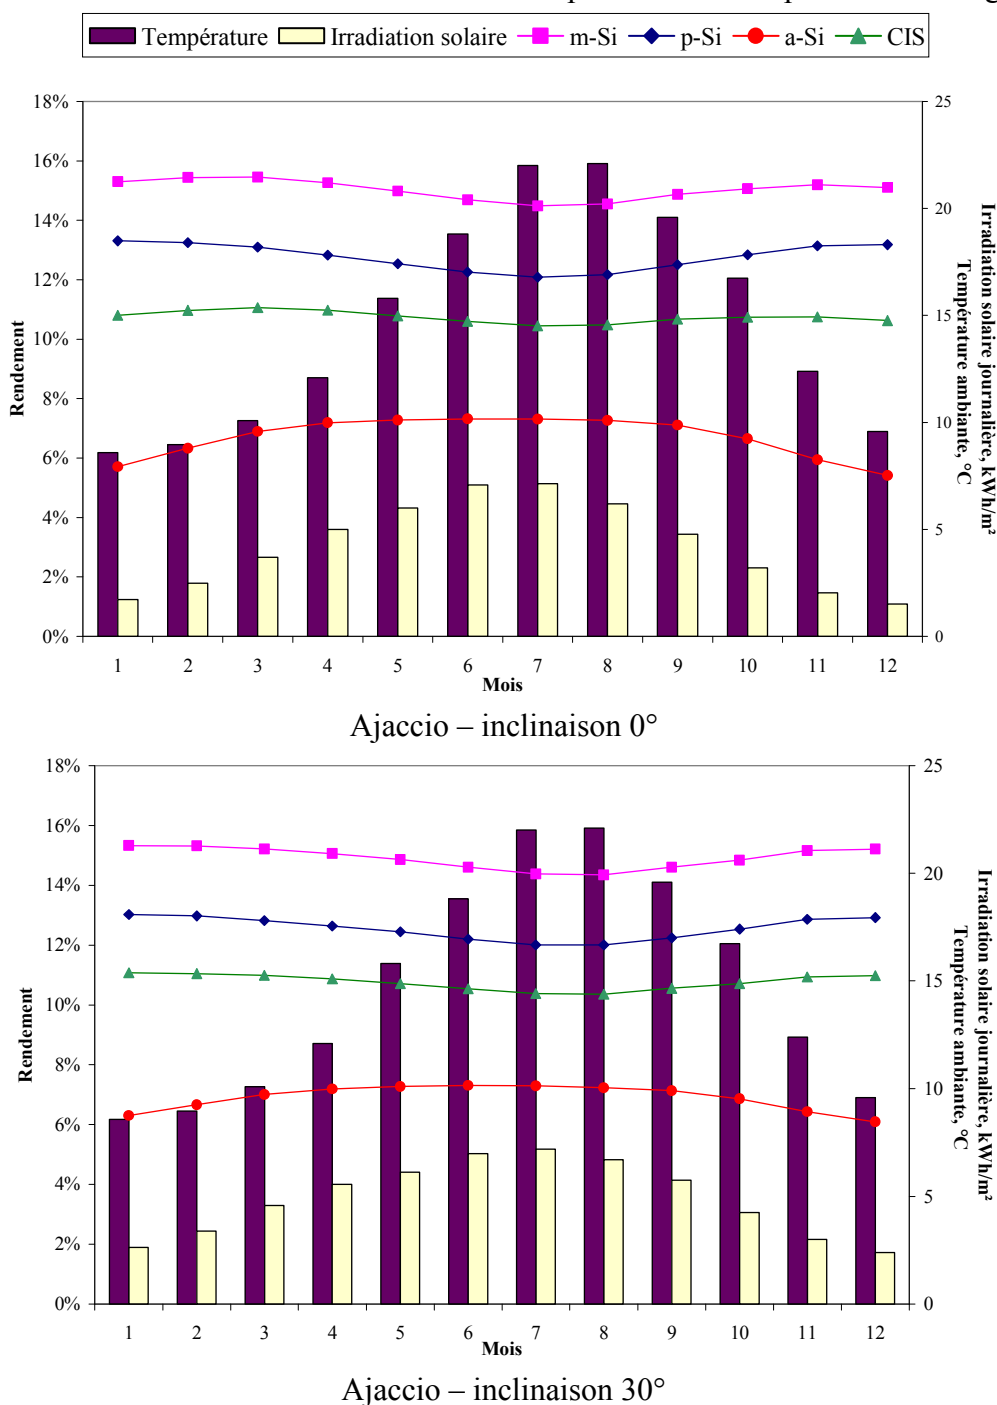 Température Irradiation solaire m-Si p-Si a-Si CIS
18%
16%
14%
12%
10%
8%
6%
4%
2%
0%
Rendement
25
20
15
10
5
0
Irradiation solaire journalière, kWh/m²
Température ambiante, °C
1 2 3 4 5 6 7 8 9 10 11 12
Mois
Ajaccio – inclinaison 0°
18%
16%
14%
12%
10%
8%
6%
4%
2%
0%
Rendement
25
20
15
10
5
0
Irradiation solaire journalière, kWh/m²
Température ambiante, °C
1 2 3 4 5 6 7 8 9 10 11 12
Mois
Ajaccio – inclinaison 30°